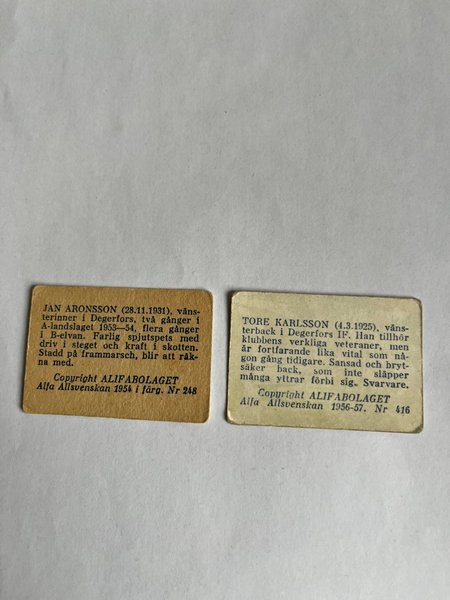 JAN ARONSSON (28.11.1931), väns-
terinner i Degerfors, två gånger i
A-landslaget 1953—54, flera gånger
i B-elvan. Farlig spjutspets med
driv i steget och kraft i skotten.
Stadd på frammarsch, blir att räk-
na med.
Copyright ALIFABOLAGET
Alfa Allsvenskan 1954 i färg. Nr 248
TORE KARLSSON (4.3.1925), väns-
terback i Degerfors IF. Han tillhör
klubbens verkliga veteraner, men
är fortfarande lika vital som nå-
gon gång tidigare. Sansad och bryt-
säker back, som inte släpper
många yttrar förbi sig. Svarvare.
Copyright ALIFABOLAGET
Alfa Allsvenskan 1956-57. Nr 416